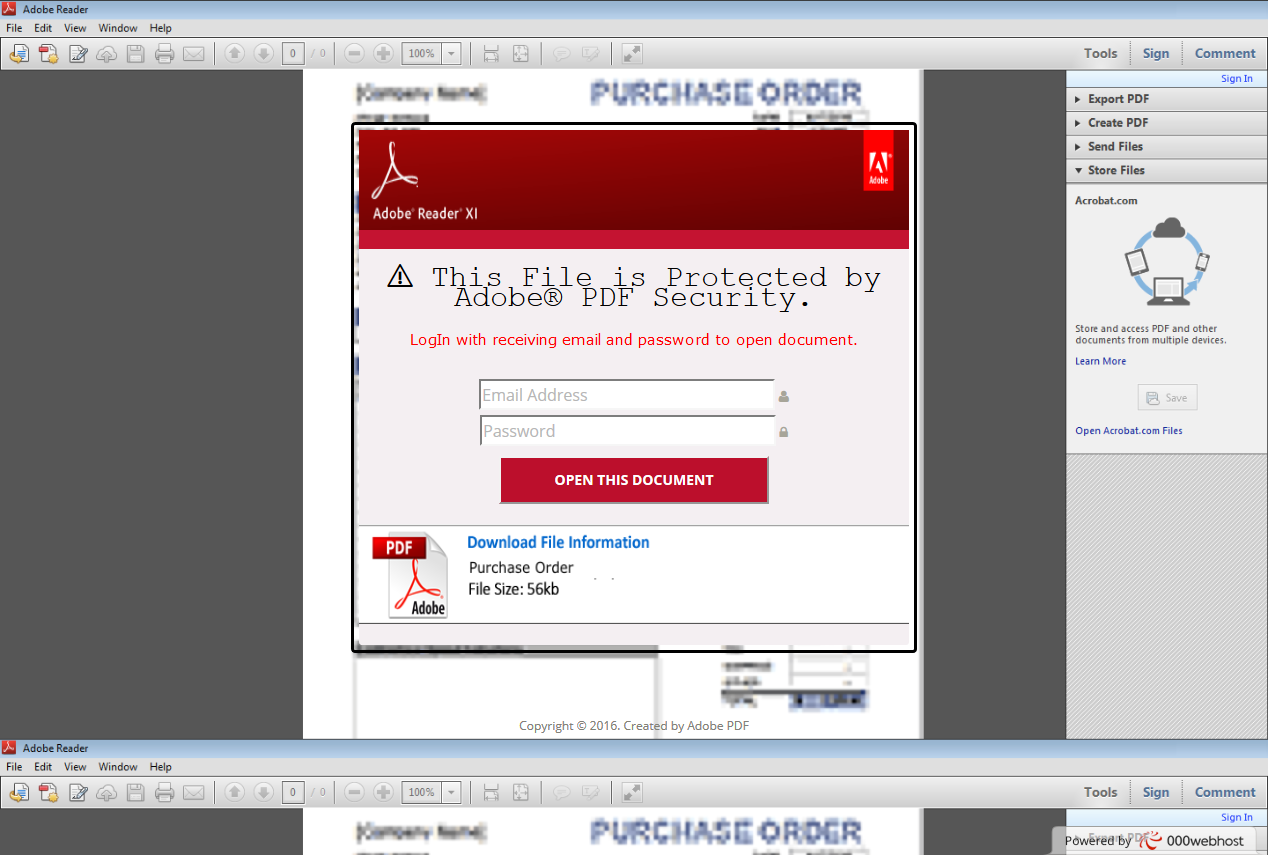 Adobe Reader
File Edit View Window Help
0 / 0 100% Tools Sign Comment
Sign In
[Company Name] PURCHASE ORDER
Export PDF
Create PDF
Send Files
Store Files
Acrobat.com
Store and access PDF and other
documents from multiple devices.
Learn More
Save
Open Acrobat.com Files
Adobe
Adobe® Reader® XI
This File is Protected by
Adobe® PDF Security.
LogIn with receiving email and password to open document.
Email Address
Password
OPEN THIS DOCUMENT
PDF
Adobe
Download File Information
Purchase Order
File Size: 56kb
TOTAL
Copyright © 2016. Created by Adobe PDF
Adobe Reader
File Edit View Window Help
0 / 0 100% Tools Sign Comment
Sign In
[Company Name] PURCHASE ORDER
Export PDF
Powered by 000webhost